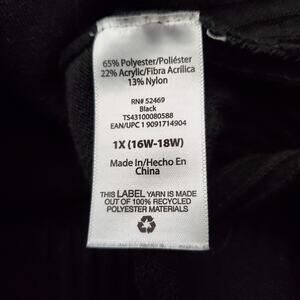 65% Polyester/Poliéster
22% Acrylic/Fibra Acrílica
13% Nylon
RN# 52469
Black
TS43100080588
EAN/UPC 1 9091714904
1X (16W-18W)
Made In/Hecho En
China
THIS LABEL YARN IS MADE
OUT OF 100% RECYCLED
POLYESTER MATERIALS